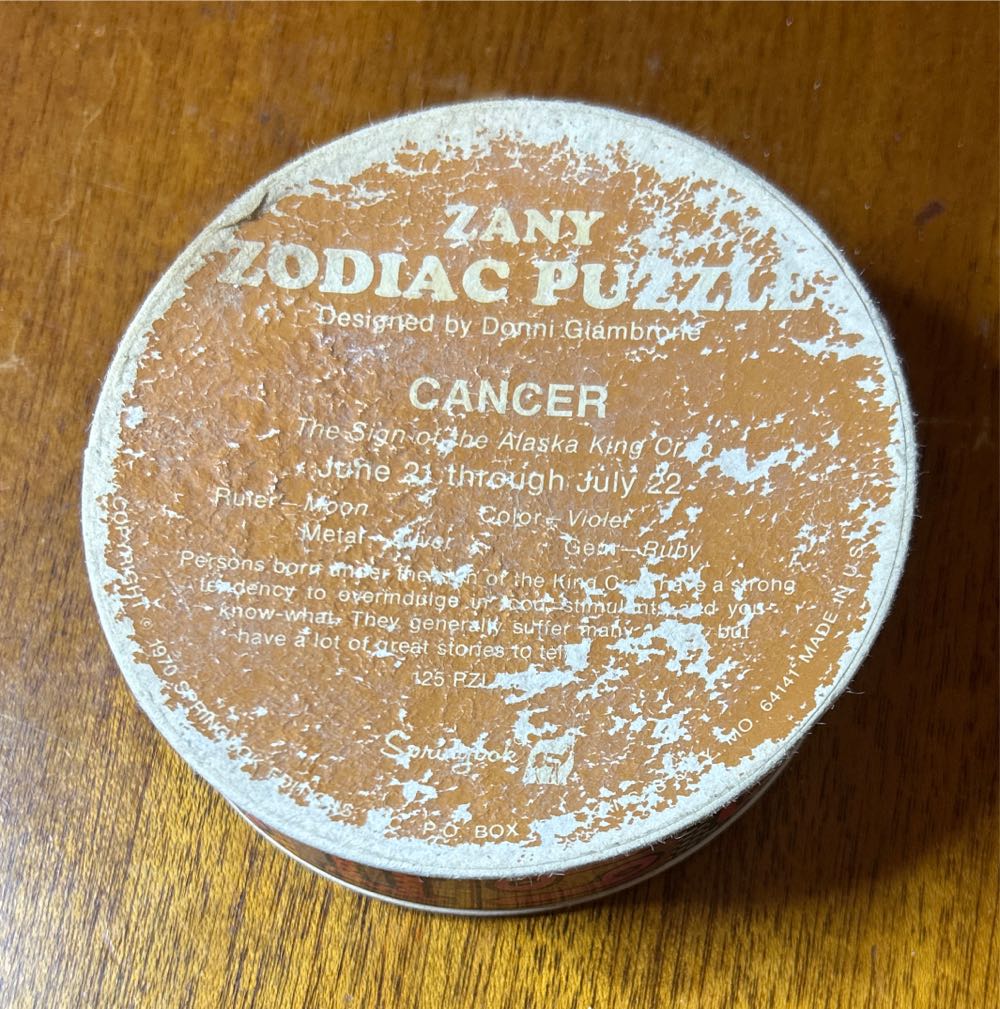 ZANY
ZODIAC PUZZLE
Designed by Donni Giambrone
CANCER
The Sign of the Alaska King Crab
June 21 through July 22
Ruler—Moon Color—Violet
Metal—Silver Gem—Ruby
Persons born under the sign of the King Crab have a strong
tendency to overindulge in food, stimulants and you-
know-what. They generally suffer many but
have a lot of great stories to tell.
125 PZL
Springbok
COPYRIGHT © 1970 SPRINGBOK EDITIONS P.O. BOX MO. 64141 MADE IN U.S.